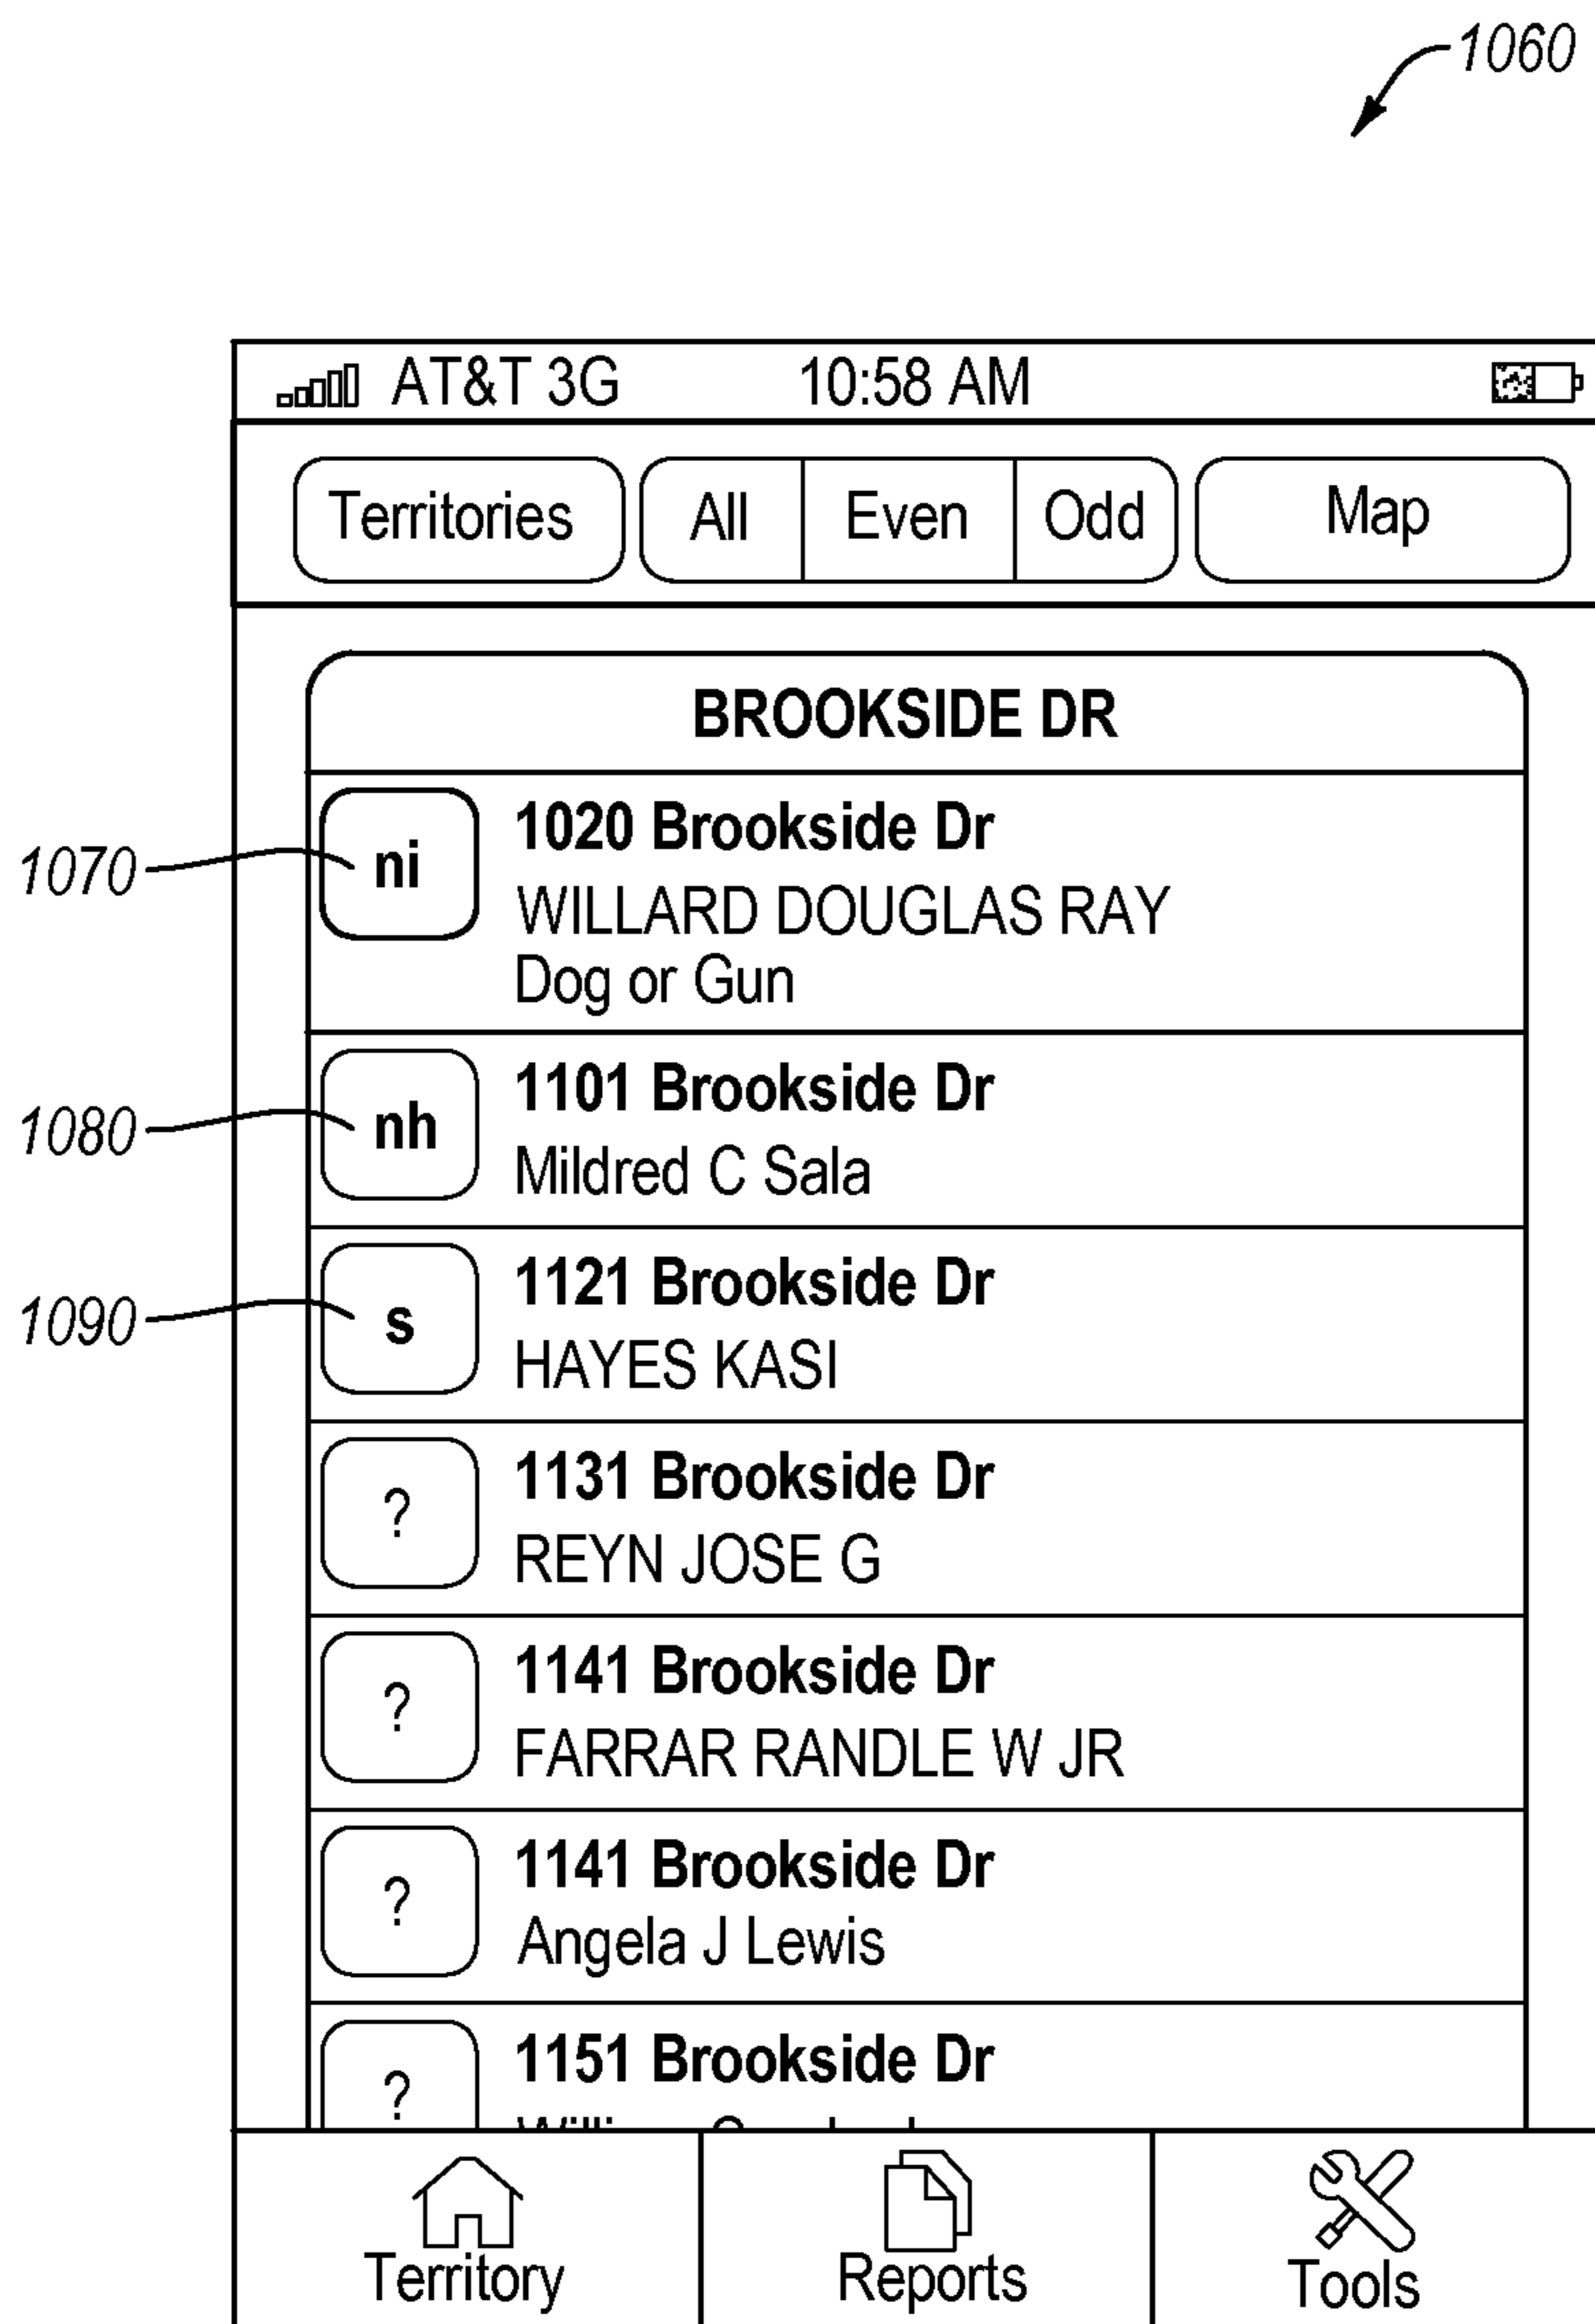 1060
AT&T 3G 10:58 AM
Territories All Even Odd Map
BROOKSIDE DR
1070 ni 1020 Brookside Dr
WILLARD DOUGLAS RAY
Dog or Gun
1080 nh 1101 Brookside Dr
Mildred C Sala
1090 s 1121 Brookside Dr
HAYES KASI
? 1131 Brookside Dr
REYN JOSE G
? 1141 Brookside Dr
FARRAR RANDLE W JR
? 1141 Brookside Dr
Angela J Lewis
? 1151 Brookside Dr
Territory Reports Tools